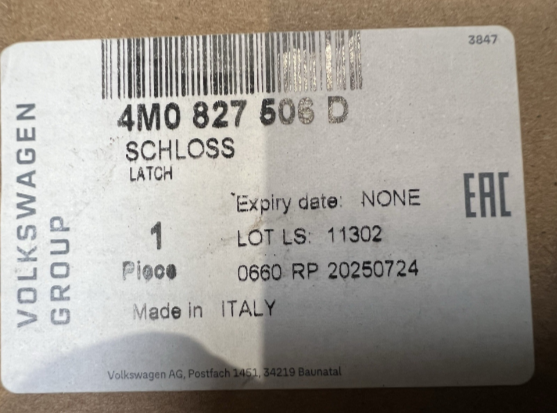 3847
4M0 827 506 D
SCHLOSS
LATCH
Expiry date: NONE
1
LOT LS: 11302
Piece
0660 RP 20250724
Made in ITALY
Volkswagen AG, Postfach 1451, 34219 Baunatal
VOLKSWAGEN
GROUP
EAC